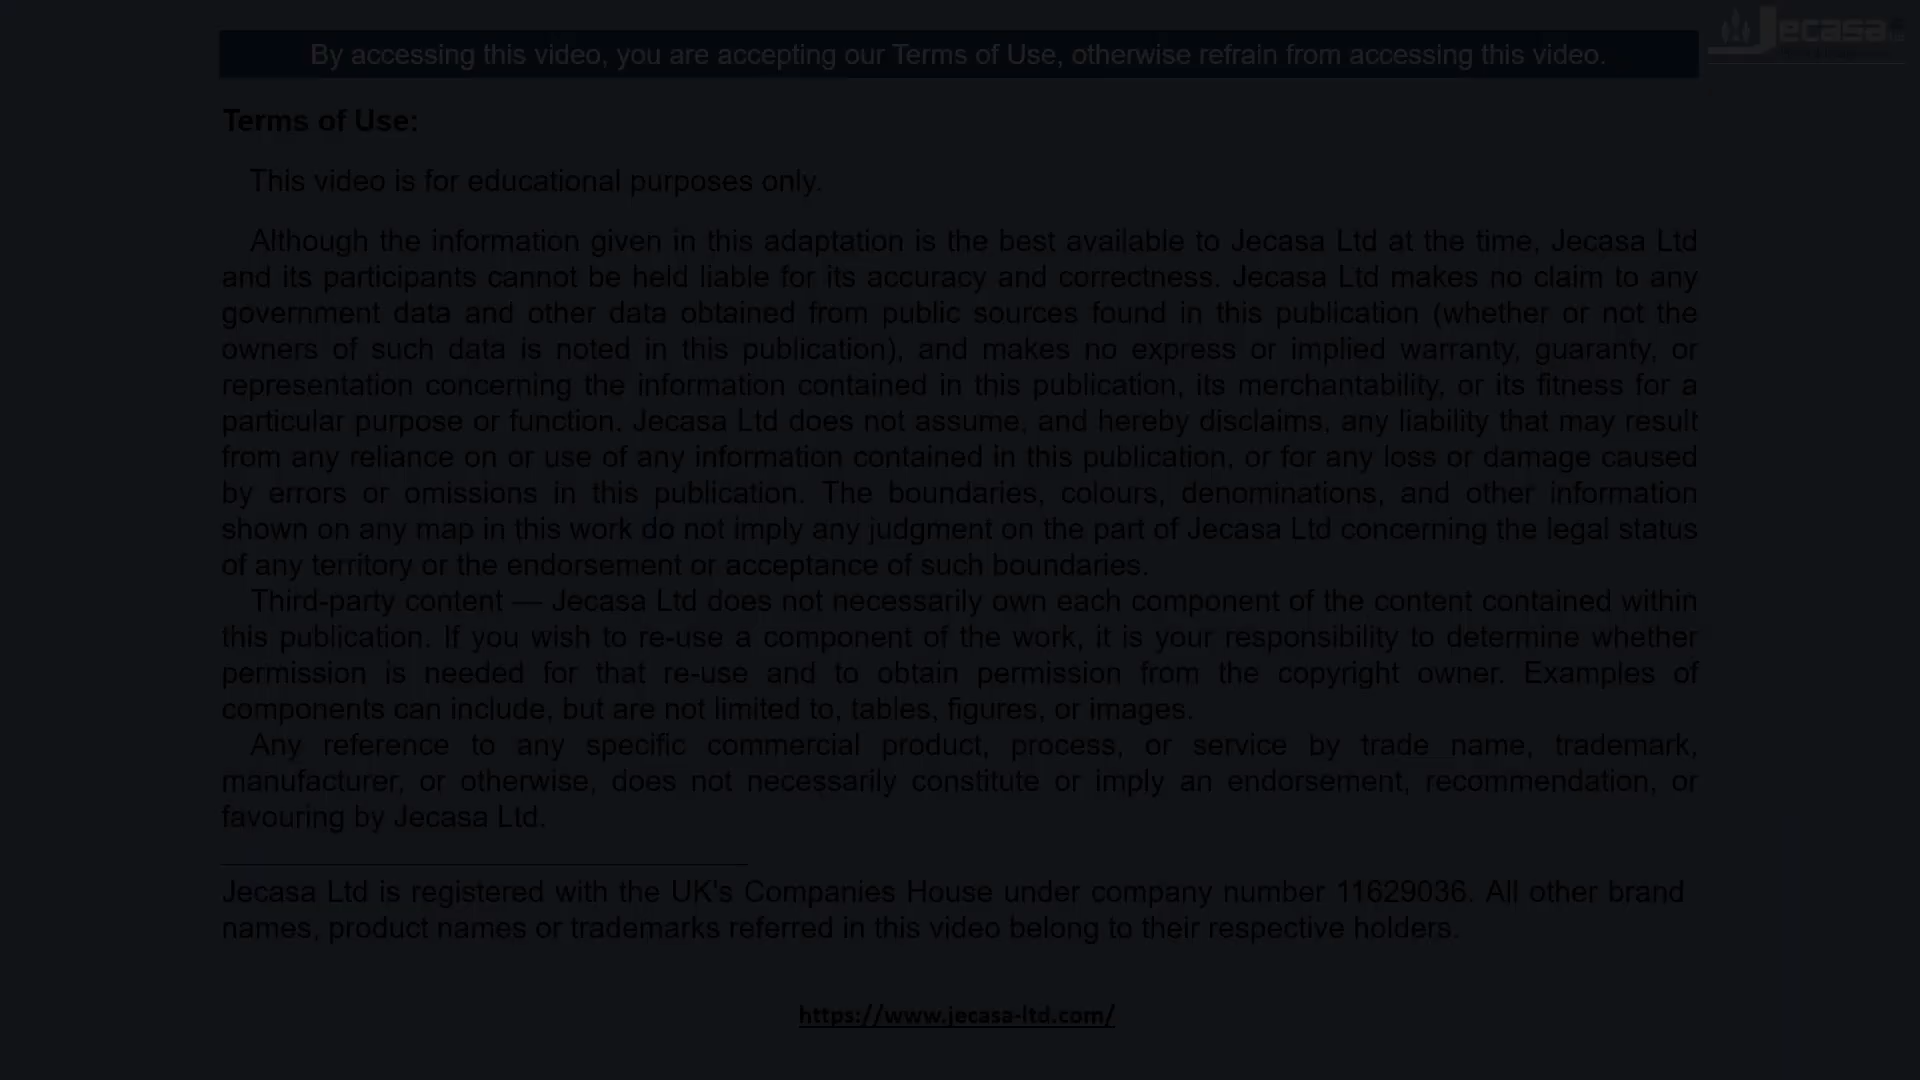 Jecasa
By accessing this video, you are accepting our Terms of Use, otherwise refrain from accessing this video.
Terms of Use:
This video is for educational purposes only.
Although the information given in this adaptation is the best available to Jecasa Ltd at the time, Jecasa Ltd
and its participants cannot be held liable for its accuracy and correctness. Jecasa Ltd makes no claim to any
government data and other data obtained from public sources found in this publication (whether or not the
owners of such data is noted in this publication), and makes no express or implied warranty, guaranty, or
representation concerning the information contained in this publication, its merchantability, or its fitness for a
particular purpose or function. Jecasa Ltd does not assume, and hereby disclaims, any liability that may result
from any reliance on or use of any information contained in this publication, or for any loss or damage caused
by errors or omissions in this publication. The boundaries, colours, denominations, and other information
shown on any map in this work do not imply any judgment on the part of Jecasa Ltd concerning the legal status
of any territory or the endorsement or acceptance of such boundaries.
Third-party content — Jecasa Ltd does not necessarily own each component of the content contained within
this publication. If you wish to re-use a component of the work, it is your responsibility to determine whether
permission is needed for that re-use and to obtain permission from the copyright owner. Examples of
components can include, but are not limited to, tables, figures, or images.
Any reference to any specific commercial product, process, or service by trade name, trademark,
manufacturer, or otherwise, does not necessarily constitute or imply an endorsement, recommendation, or
favouring by Jecasa Ltd.
Jecasa Ltd is registered with the UK's Companies House under company number 11629036. All other brand
names, product names or trademarks referred in this video belong to their respective holders.
https://www.jecasa-ltd.com/